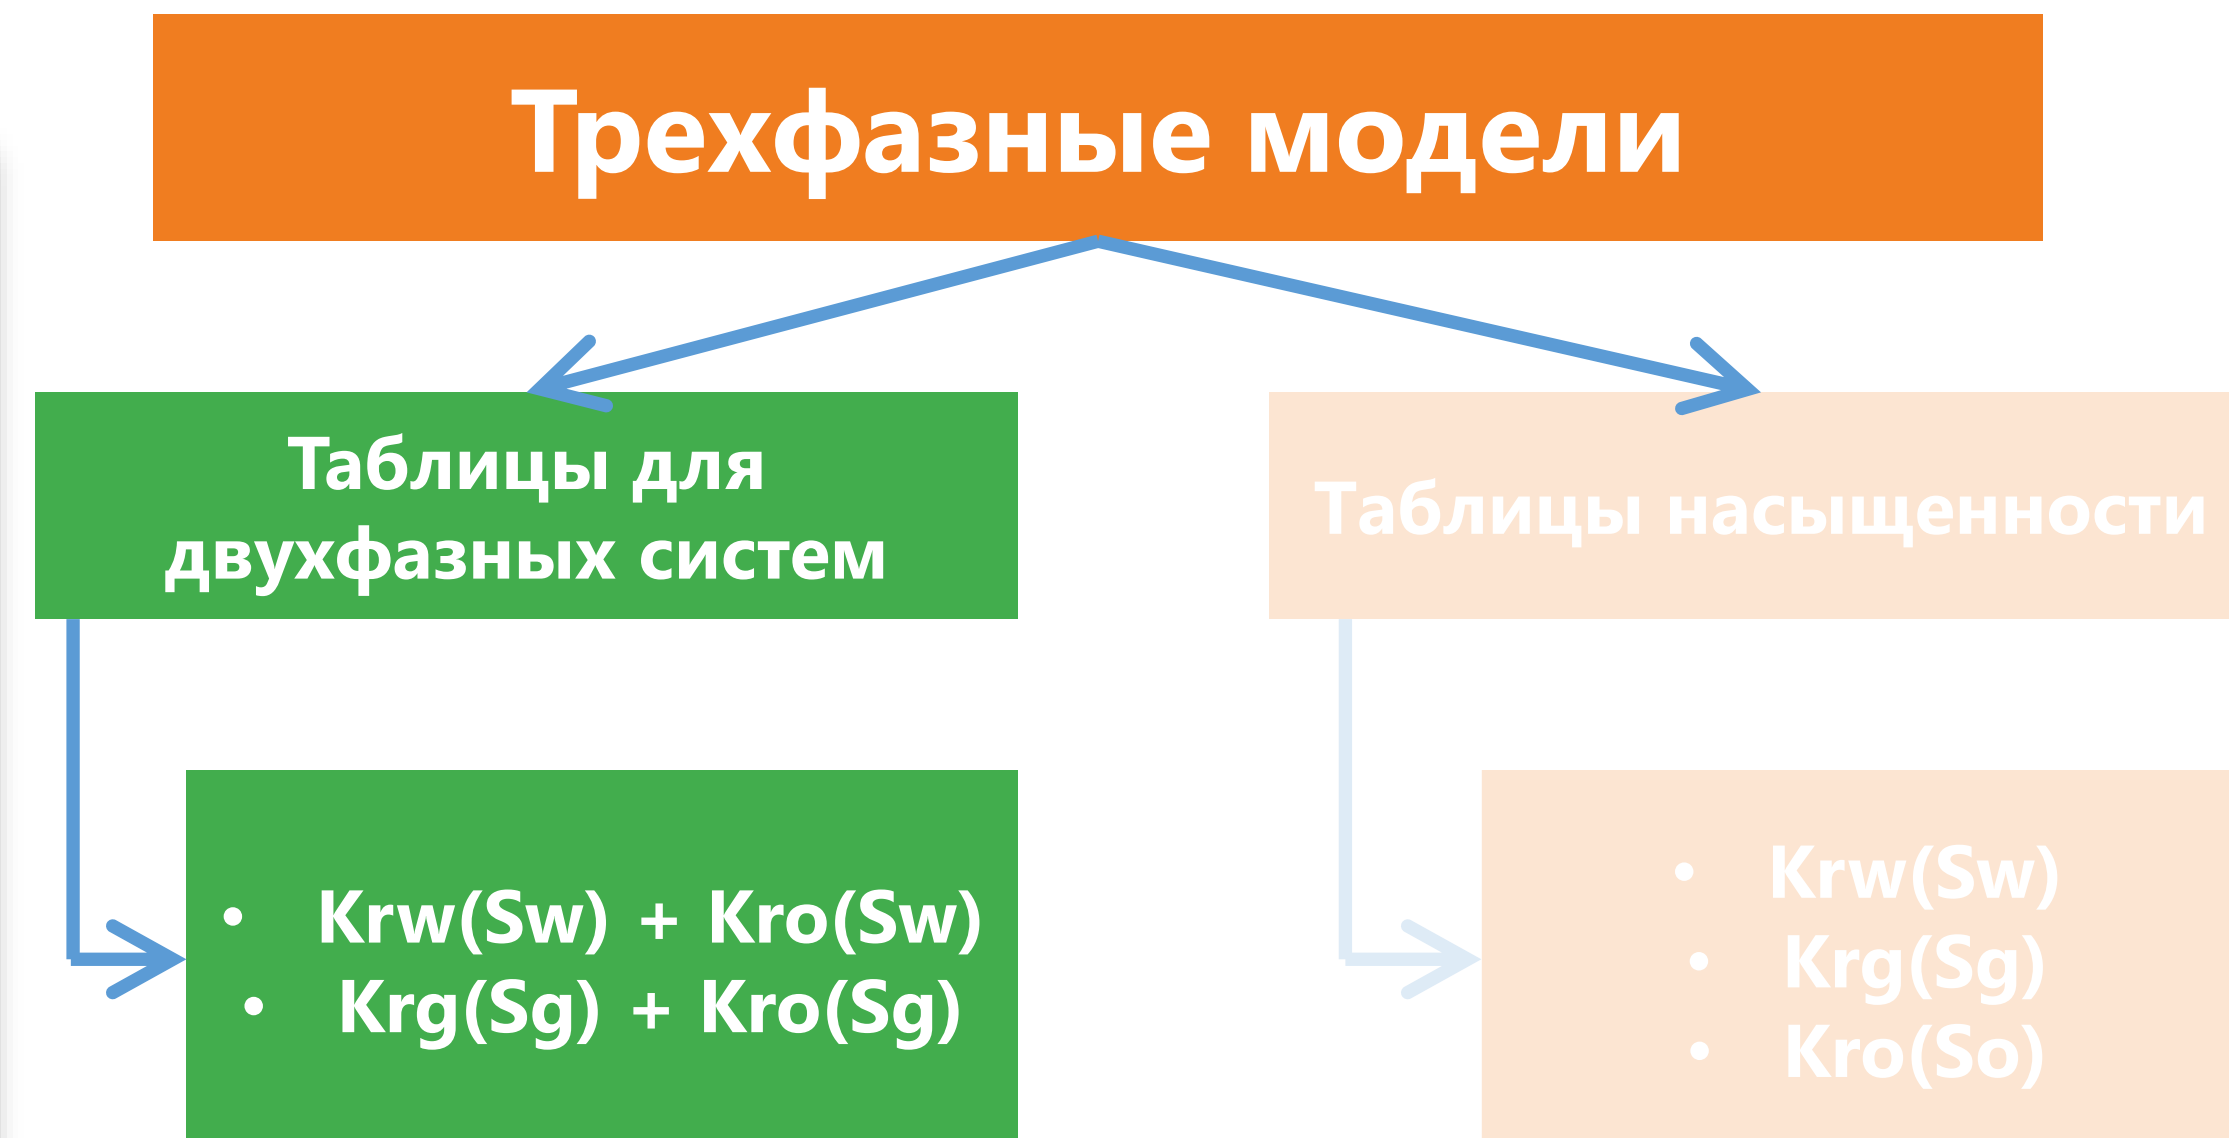 Трехфазные модели
Таблицы для
двухфазных систем
Таблицы насыщенности
• Krw(Sw) + Kro(Sw)
• Krg(Sg) + Kro(Sg)
• Krw(Sw)
• Krg(Sg)
• Kro(So)